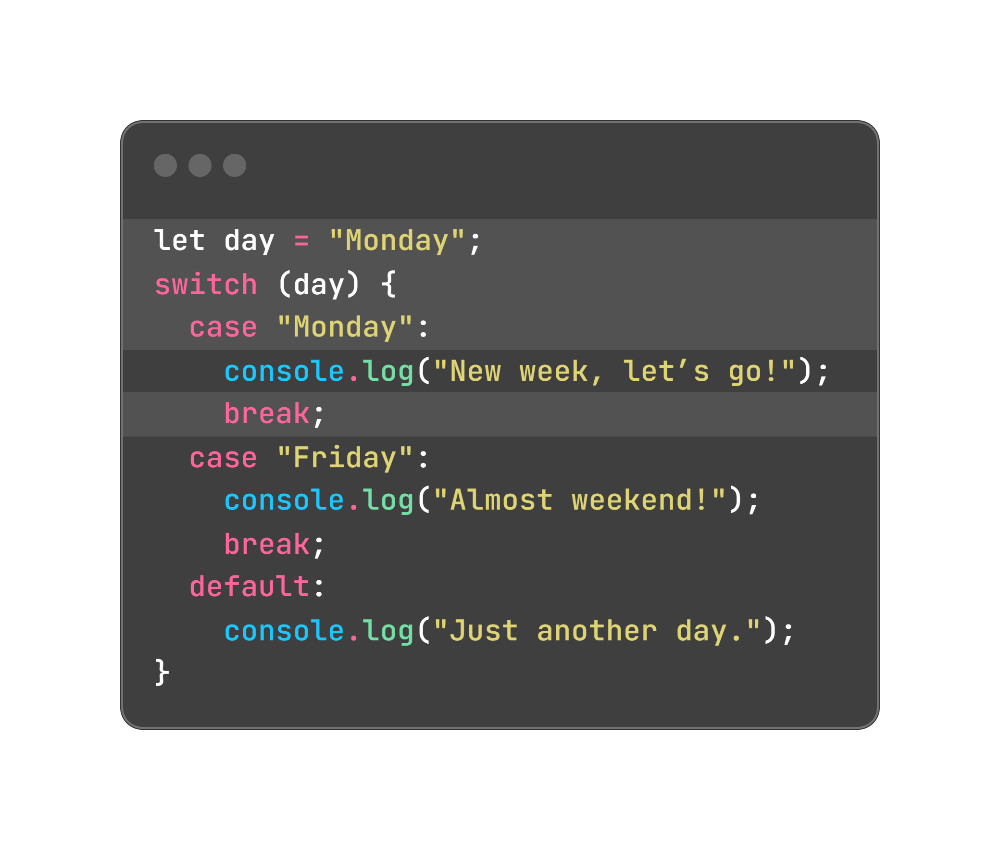 let day = "Monday";
switch (day) {
  case "Monday":
    console.log("New week, let’s go!");
    break;
  case "Friday":
    console.log("Almost weekend!");
    break;
  default:
    console.log("Just another day.");
}